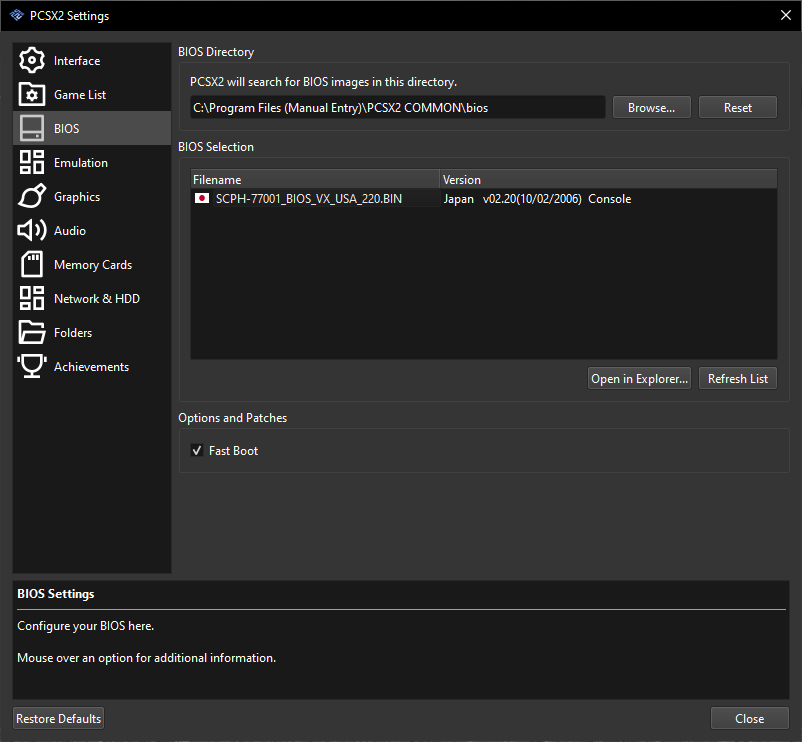 PCSX2 Settings
Interface
Game List
BIOS
Emulation
Graphics
Audio
Memory Cards
Network & HDD
Folders
Achievements
BIOS Directory
PCSX2 will search for BIOS images in this directory.
C:\Program Files (Manual Entry)\PCSX2 COMMON\bios Browse... Reset
BIOS Selection
Filename Version
SCPH-77001_BIOS_VX_USA_220.BIN Japan v02.20(10/02/2006) Console
Open in Explorer... Refresh List
Options and Patches
Fast Boot
BIOS Settings
Configure your BIOS here.
Mouse over an option for additional information.
Restore Defaults Close